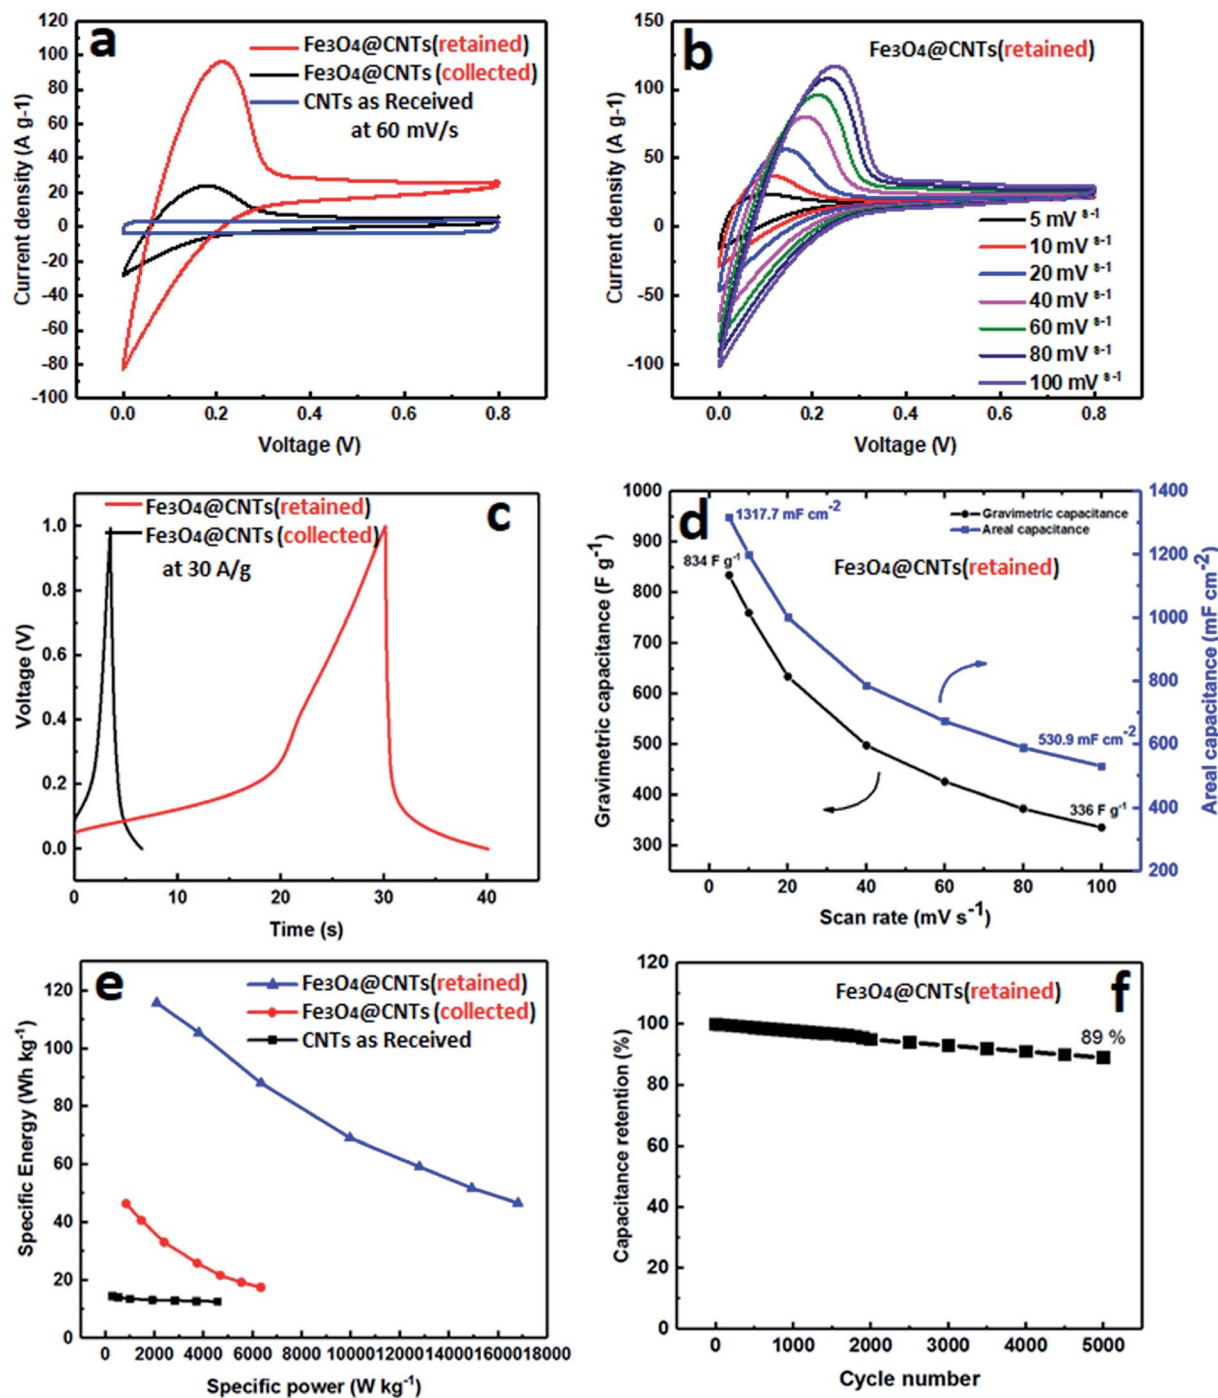 a
Fe3O4@CNTs(retained)
Fe3O4@CNTs (collected)
CNTs as Received
at 60 mV/s
Current density (A g-1)
120
100
80
60
40
20
0
-20
-40
-60
-80
-100
0.0 0.2 0.4 0.6 0.8
Voltage (V)
b
Fe3O4@CNTs(retained)
Current density (A g-1)
150
125
100
75
50
25
0
-25
-50
-75
-100
5 mV s-1
10 mV s-1
20 mV s-1
40 mV s-1
60 mV s-1
80 mV s-1
100 mV s-1
0.0 0.2 0.4 0.6 0.8
Voltage (V)
c
Fe3O4@CNTs(retained)
Fe3O4@CNTs (collected)
at 30 A/g
Voltage (V)
1.0
0.8
0.6
0.4
0.2
0.0
0 10 20 30 40
Time (s)
d
Gravimetric capacitance
Areal capacitance
Fe3O4@CNTs(retained)
1317.7 mF cm-2
834 F g-1
530.9 mF cm-2
336 F g-1
Gravimetric capacitance (F g-1)
1000
900
800
700
600
500
400
300
Areal capacitance (mF cm-2)
1400
1200
1000
800
600
400
200
0 20 40 60 80 100
Scan rate (mV s-1)
e
Fe3O4@CNTs(retained)
Fe3O4@CNTs (collected)
CNTs as Received
Specific Energy (Wh kg-1)
120
100
80
60
40
20
0
0 2000 4000 6000 8000 10000 12000 14000 16000 18000
Specific power (W kg-1)
f
Fe3O4@CNTs(retained)
89 %
Capacitance retention (%)
120
100
80
60
40
20
0
0 1000 2000 3000 4000 5000
Cycle number